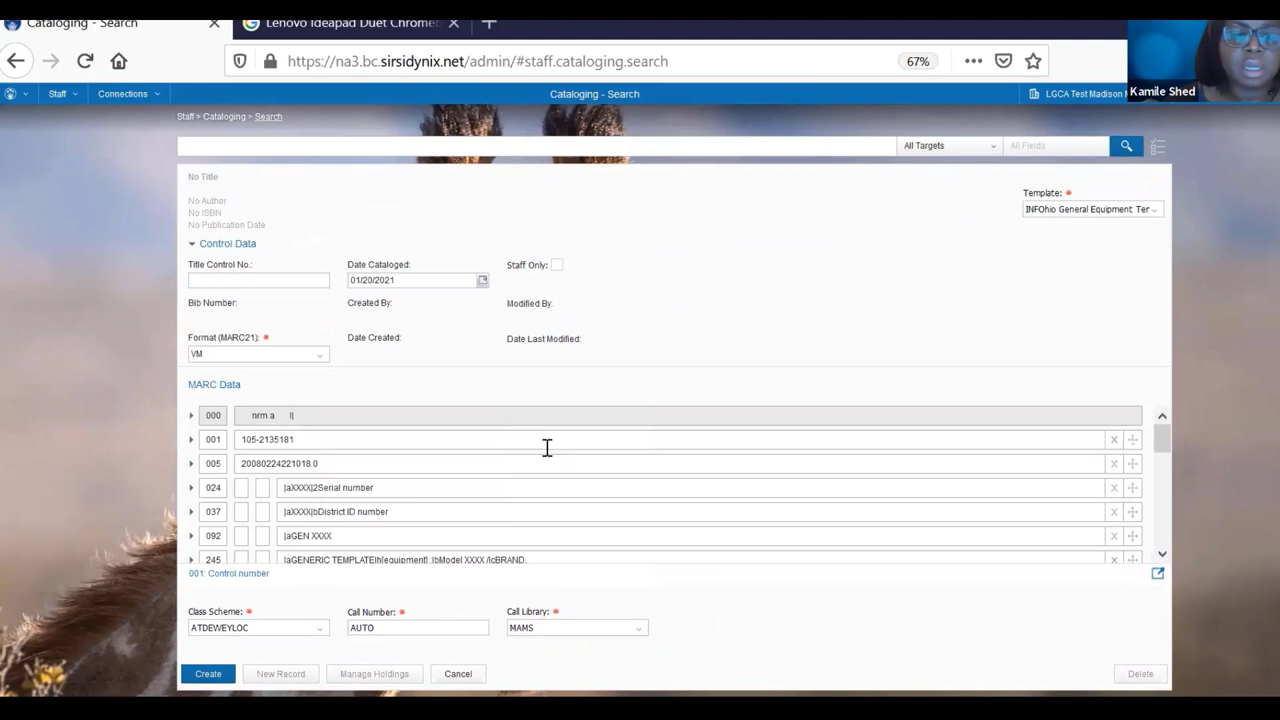 Cataloging - Search
Lenovo Ideapad Duet Chromeb
https://na3.bc.sirsidynix.net/admin/#staff.cataloging.search
67%
Kamile Shed
Staff
Connections
Cataloging - Search
LGCA Test Madison
Staff > Cataloging > Search
All Targets
All Fields
No Title
No Author
No ISBN
No Publication Date
Template: *
INFOhio General Equipment Ter
Control Data
Title Control No.:
Date Cataloged:
Staff Only:
01/20/2021
Bib Number:
Created By:
Modified By:
Format (MARC21): *
Date Created:
Date Last Modified:
VM
MARC Data
000 nrm a l|
001 105-2135181 x
005 20080224221018.0 x
024 |aXXXX|2Serial number x
037 |aXXXX|bDistrict ID number x
092 |aGEN XXXX x
245 |aGENERIC TEMPLATE|h[equipment] :|bModel XXXX /|cBRAND. x
001: Control number
Class Scheme: *
Call Number: *
Call Library: *
ATDEWEYLOC
AUTO
MAMS
Create
New Record
Manage Holdings
Cancel
Delete